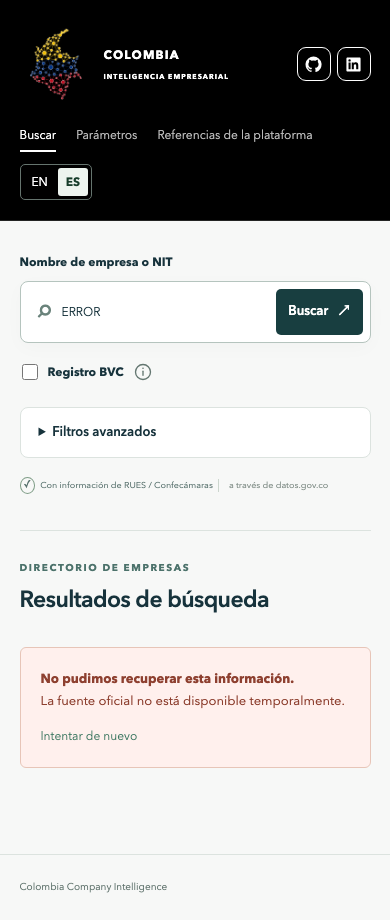 COLOMBIA
INTELIGENCIA EMPRESARIAL
Buscar Parámetros Referencias de la plataforma
EN ES
Nombre de empresa o NIT
ERROR Buscar ↗
Registro BVC
▶ Filtros avanzados
Con información de RUES / Confecámaras a través de datos.gov.co
DIRECTORIO DE EMPRESAS
Resultados de búsqueda
No pudimos recuperar esta información.
La fuente oficial no está disponible temporalmente.
Intentar de nuevo
Colombia Company Intelligence